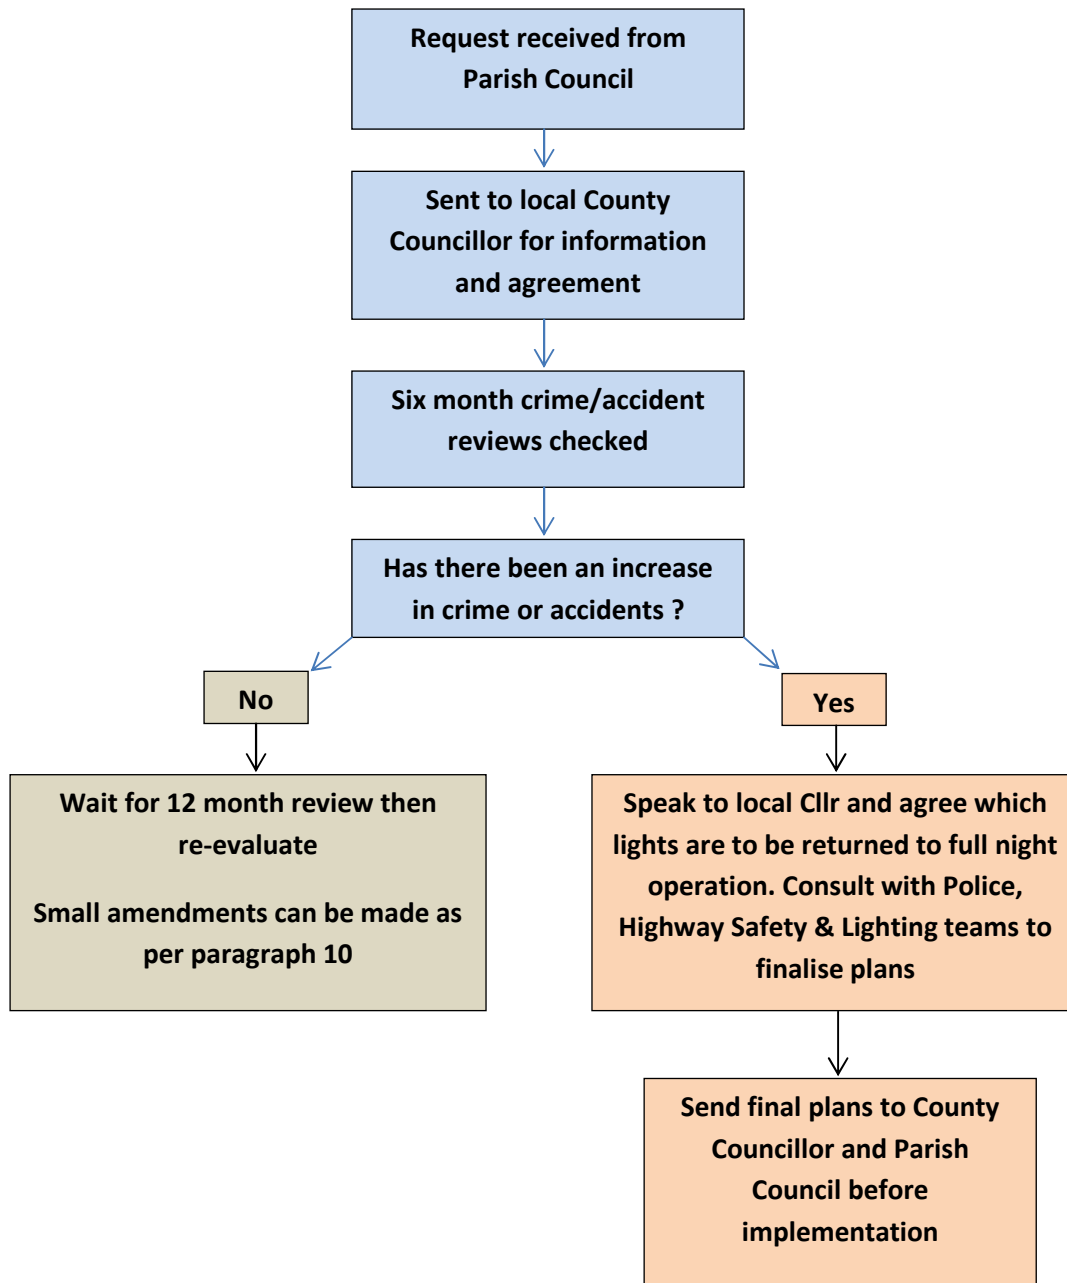 Request received from
Parish Council
Sent to local County
Councillor for information
and agreement
Six month crime/accident
reviews checked
Has there been an increase
in crime or accidents ?
No
Yes
Wait for 12 month review then
re-evaluate
Small amendments can be made as
per paragraph 10
Speak to local Cllr and agree which
lights are to be returned to full night
operation. Consult with Police,
Highway Safety & Lighting teams to
finalise plans
Send final plans to County
Councillor and Parish
Council before
implementation